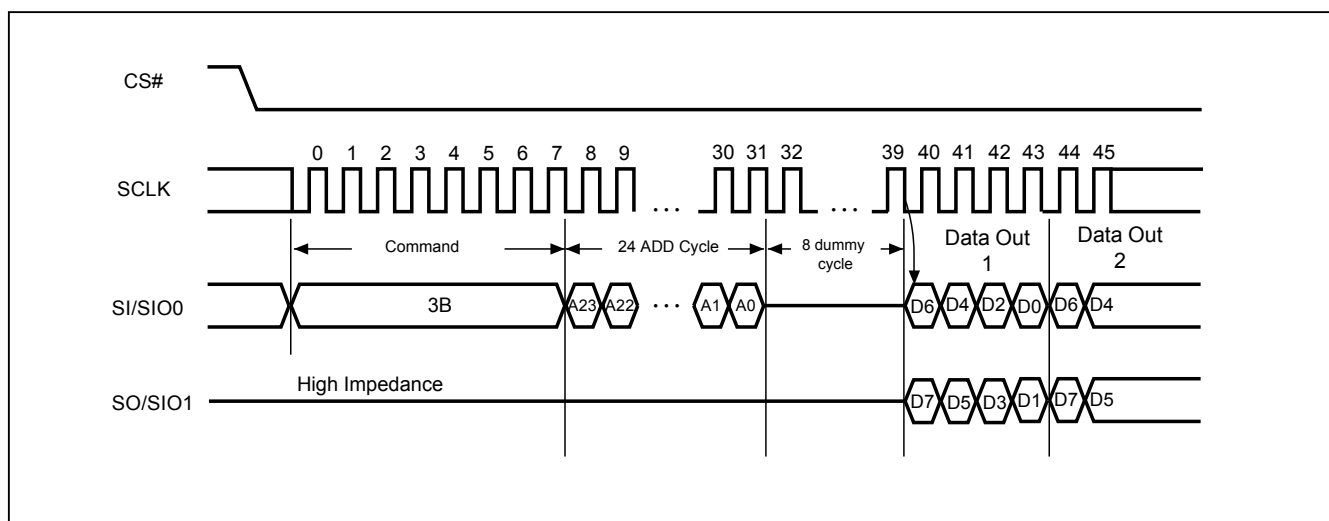 CS#
0 1 2 3 4 5 6 7 8 9 30 31 32 39 40 41 42 43 44 45
SCLK
... ...
Command 24 ADD Cycle 8 dummy cycle Data Out 1 Data Out 2
SI/SIO0 3B A23 A22 ... A1 A0 D6 D4 D2 D0 D6 D4
High Impedance
SO/SIO1 D7 D5 D3 D1 D7 D5